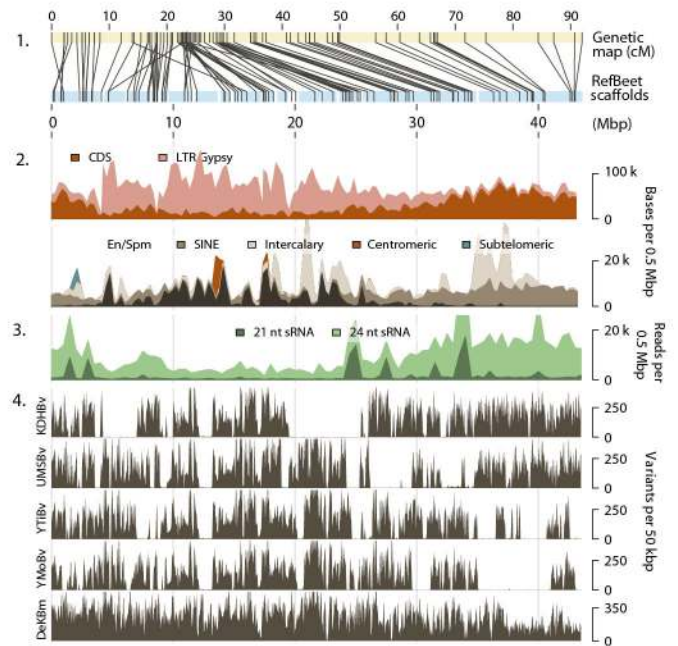 0 10 20 30 40 50 60 70 80 90
1.
Genetic
map (cM)
RefBeet
scaffolds
0 10 20 30 40 (Mbp)
2.
CDS LTR Gypsy
100 k
0
En/Spm SINE Intercalary Centromeric Subtelomeric
20 k
0
Bases per 0.5 Mbp
3.
21 nt sRNA 24 nt sRNA
20 k
0
Reads per
0.5 Mbp
4.
KDHBv
250
0
UMSBv
250
0
YTiBv
250
0
YMoBv
250
0
DeKBm
350
0
Variants per 50 kbp